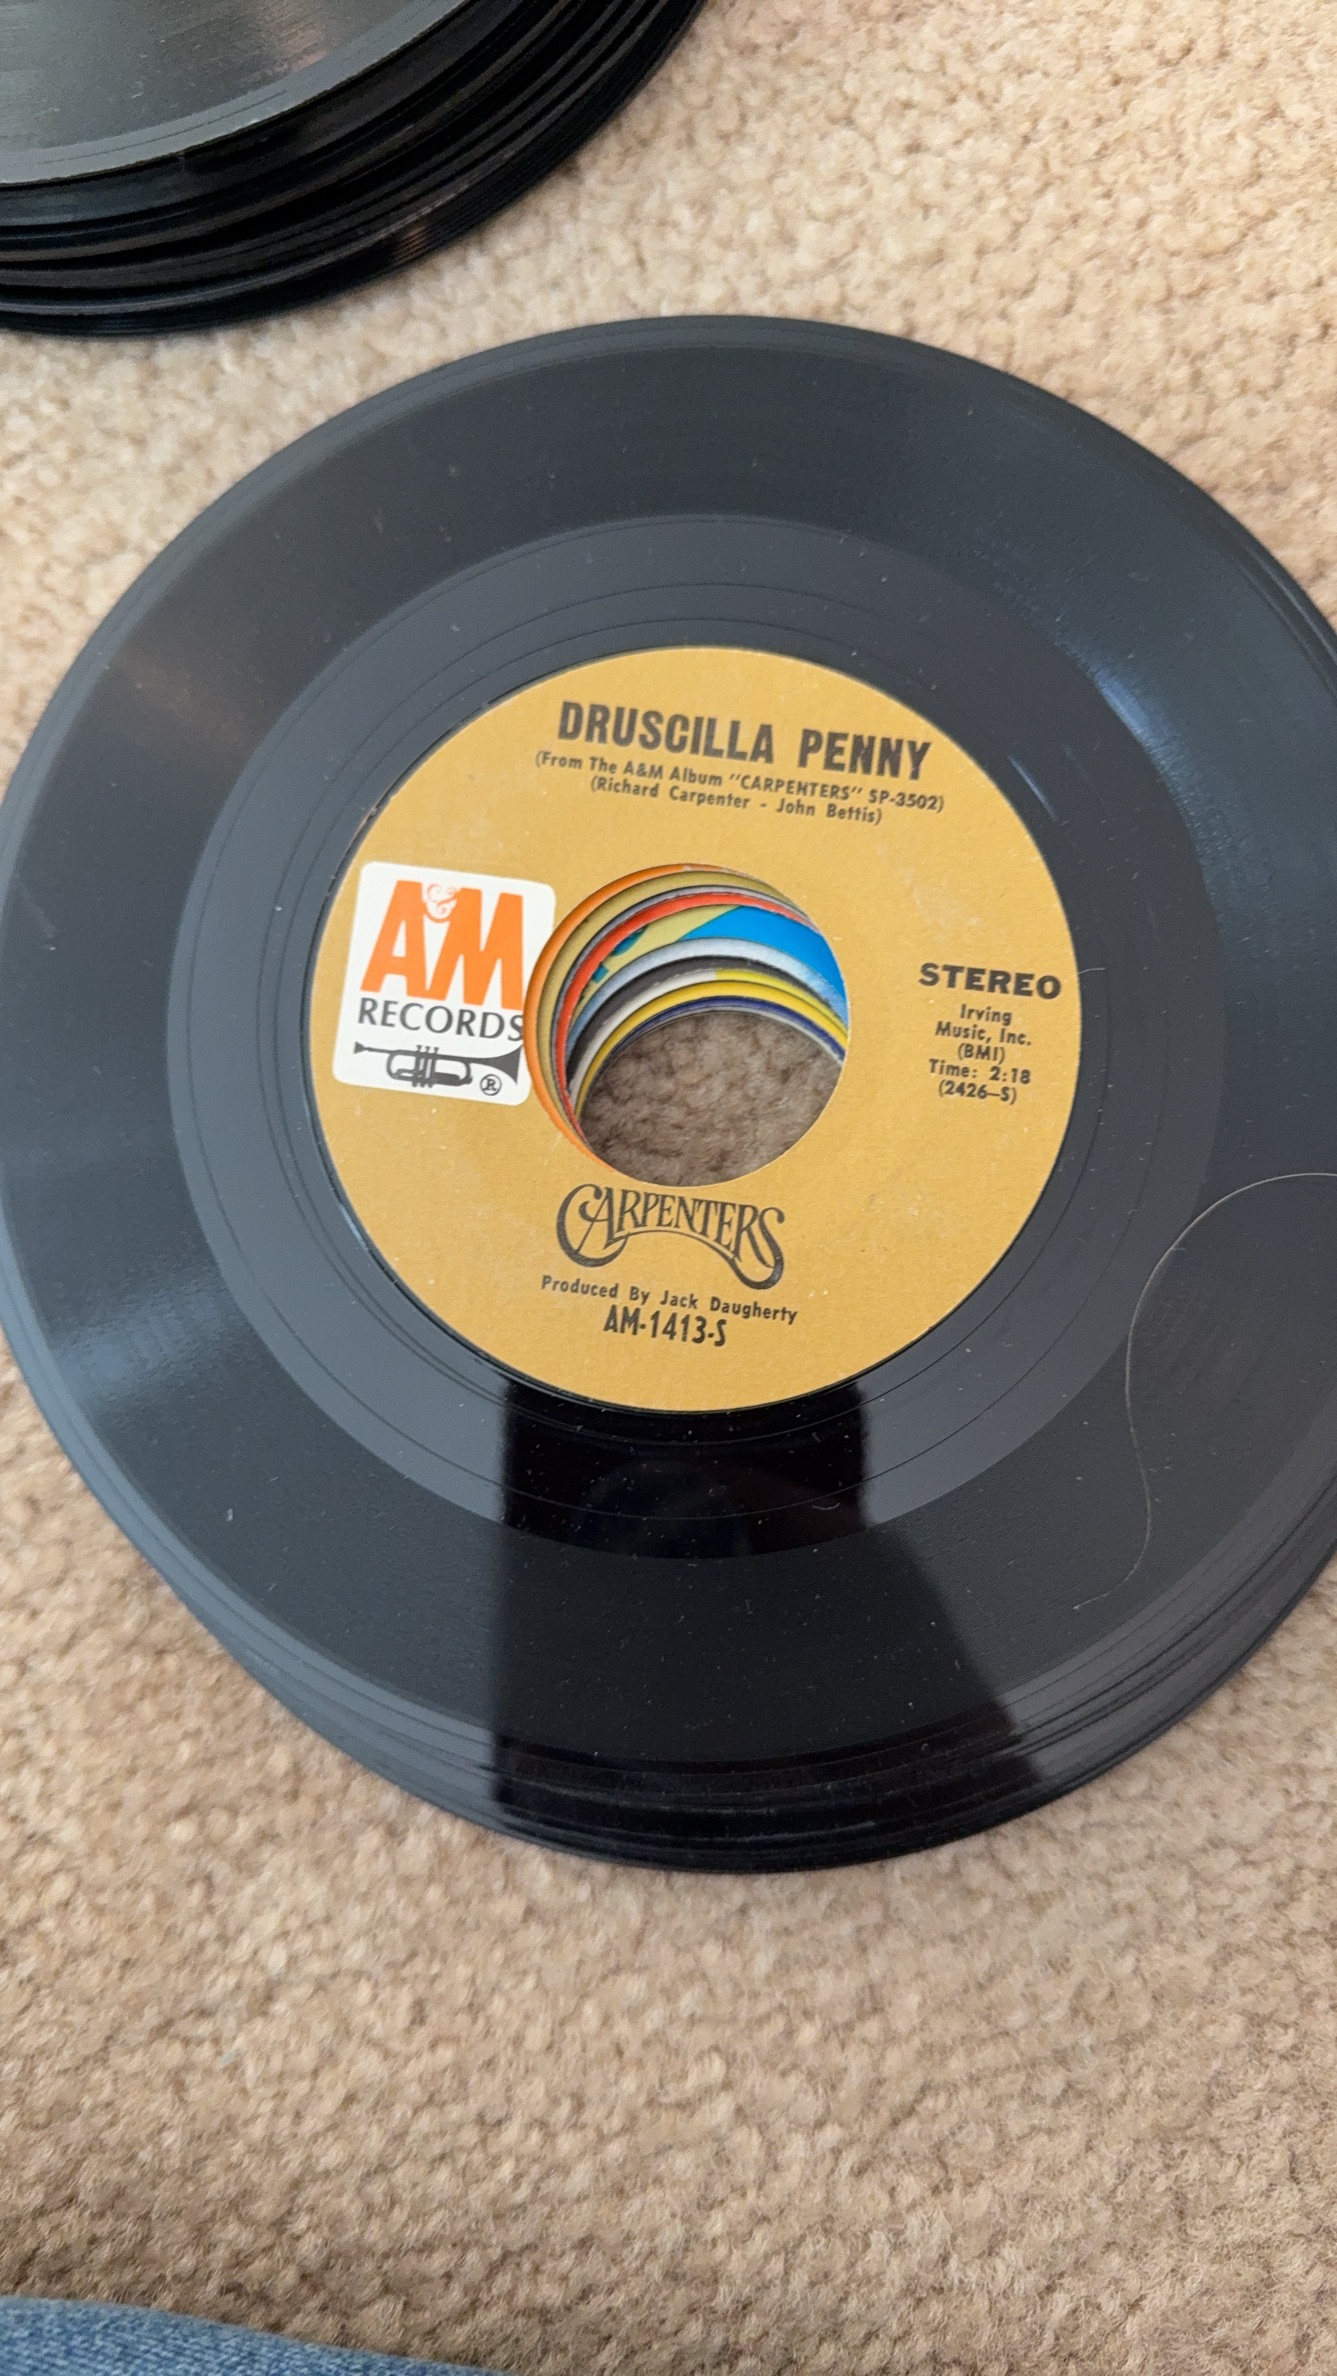 DRUSCILLA PENNY
(From The A&M Album "CARPENTERS" SP-3502)
(Richard Carpenter - John Bettis)
A&M
RECORDS
®
STEREO
Irving
Music, Inc.
(BMI)
Time: 2:18
(2426-S)
CARPENTERS
Produced By Jack Daugherty
AM-1413-S